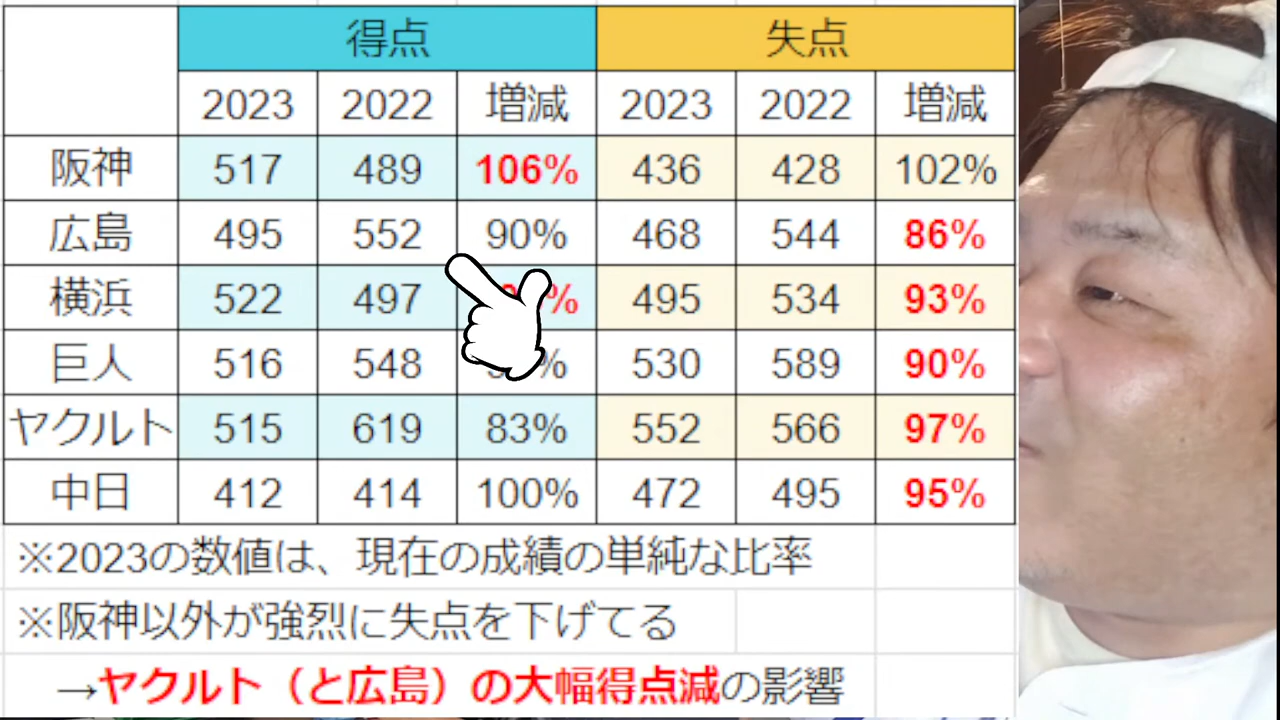 得点 失点
2023 2022 増減 2023 2022 増減
阪神 517 489 106% 436 428 102%
広島 495 552 90% 468 544 86%
横浜 522 497 % 495 534 93%
巨人 516 548 % 530 589 90%
ヤクルト 515 619 83% 552 566 97%
中日 412 414 100% 472 495 95%
※2023の数値は、現在の成績の単純な比率
※阪神以外が強烈に失点を下げてる
→ヤクルト（と広島）の大幅得点減の影響